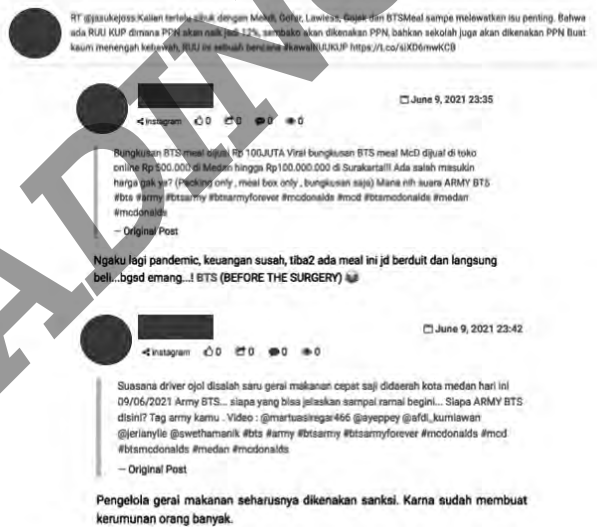 RT @jasukejoss:Kalian terlalu sibuk dengan Mekdi, Gofar, Lawless, Gojek dan BTSMeal sampe melewatkan isu penting. Bahwa
ada RUU KUP dimana PPN akan naik jadi 12%, sembako akan dikenakan PPN, bahkan sekolah juga akan dikenakan PPN Buat
kaum menengah kebawah, RUU ini sebuah bencana #kawalRUUKUP https://t.co/siXD6mwKCB
June 9, 2021 23:35
Instagram 0 0 0 0
Bungkusan BTS meal dijual Rp 100JUTA Viral bungkusan BTS meal McD dijual di toko
online Rp 500.000 di Medan hingga Rp100.000.000 di Surakarta!!! Ada salah masukin
harga gak ya? (Packing only , meal box only , bungkusan saja) Mana nih suara ARMY BTS
#bts #army #btsarmy #btsarmyforever #mcdonalds #mcd #btsmcdonalds #medan
#mcdonalds
— Original Post
Ngaku lagi pandemic, keuangan susah, tiba2 ada meal ini jd berduit dan langsung
beli...bgsd emang...! BTS (BEFORE THE SURGERY) 😂
June 9, 2021 23:42
Instagram 0 0 0 0
Suasana driver ojol disalah saru gerai makanan cepat saji didaerah kota medan hari ini
09/06/2021 Army BTS... siapa yang bisa jelaskan sampai ramai begini... Siapa ARMY BTS
disini? Tag army kamu . Video : @martuasiregar466 @ayeppey @afdi_kurniawan
@jerianylie @swethamanik #bts #army #btsarmy #btsarmyforever #mcdonalds #mcd
#btsmcdonalds #medan #mcdonalds
— Original Post
Pengelola gerai makanan seharusnya dikenakan sanksi. Karna sudah membuat
kerumunan orang banyak.
ADING